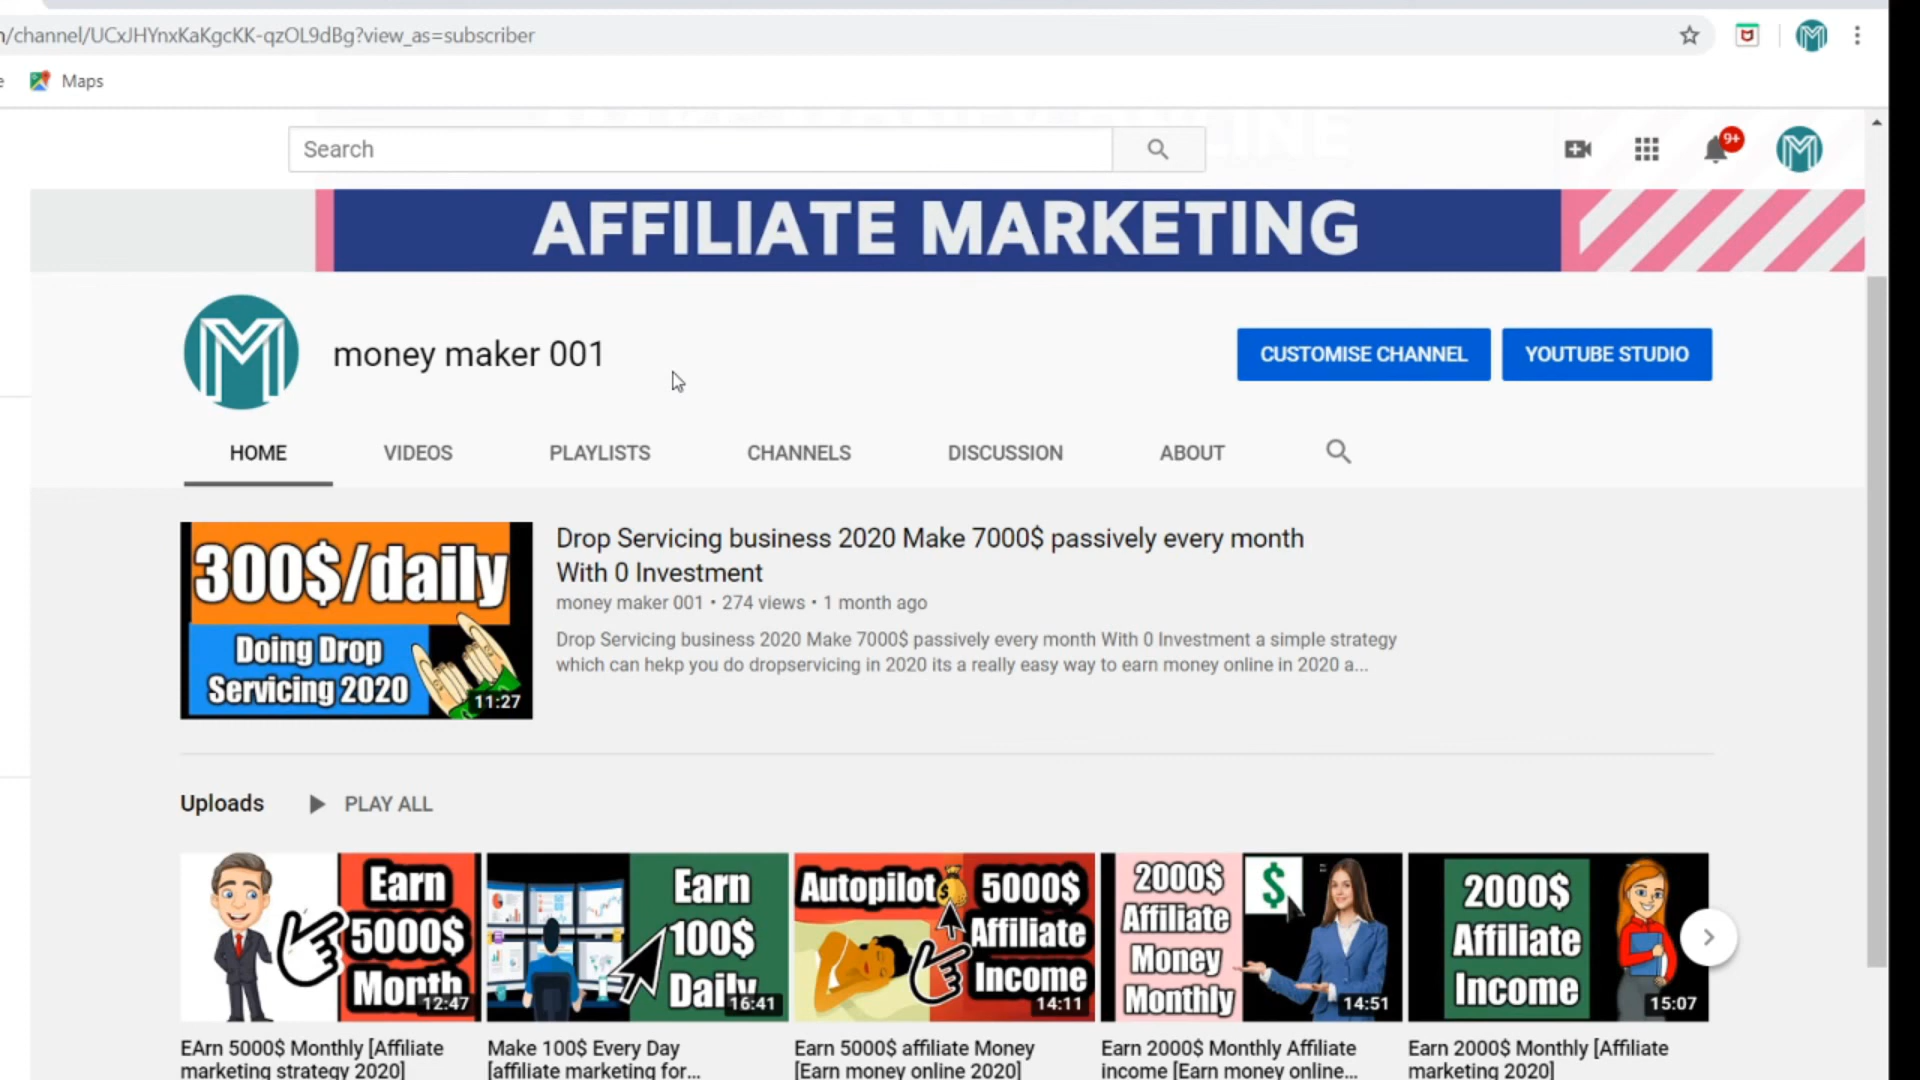 n/channel/UCxJHYnxKaKgcKK-qzOL9dBg?view_as=subscriber
e Maps
Search
9+
AFFILIATE MARKETING
money maker 001
CUSTOMISE CHANNEL
YOUTUBE STUDIO
HOME VIDEOS PLAYLISTS CHANNELS DISCUSSION ABOUT
300$/daily
Doing Drop
Servicing 2020
11:27
Drop Servicing business 2020 Make 7000$ passively every month
With 0 Investment
money maker 001 • 274 views • 1 month ago
Drop Servicing business 2020 Make 7000$ passively every month With 0 Investment a simple strategy
which can hekp you do dropservicing in 2020 its a really easy way to earn money online in 2020 a...
Uploads PLAY ALL
Earn
5000$
Month
12:47
Earn
100$
Daily
16:41
Autopilot 5000$
Affiliate
Income
14:11
2000$
Affiliate
Money
Monthly
14:51
2000$
Affiliate
Income
15:07
EArn 5000$ Monthly [Affiliate
marketing strategy 2020]
Make 100$ Every Day
[affiliate marketing for...
Earn 5000$ affiliate Money
[Earn money online 2020]
Earn 2000$ Monthly Affiliate
income [Earn money online...
Earn 2000$ Monthly [Affiliate
marketing 2020]